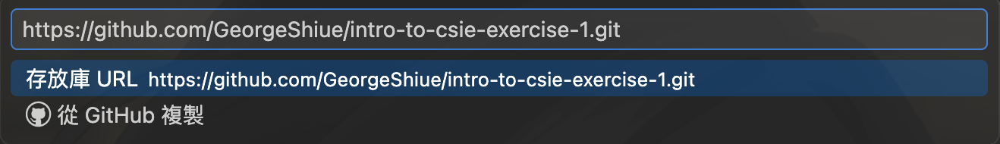 https://github.com/GeorgeShiue/intro-to-csie-exercise-1.git
存放庫 URL https://github.com/GeorgeShiue/intro-to-csie-exercise-1.git
從 GitHub 複製